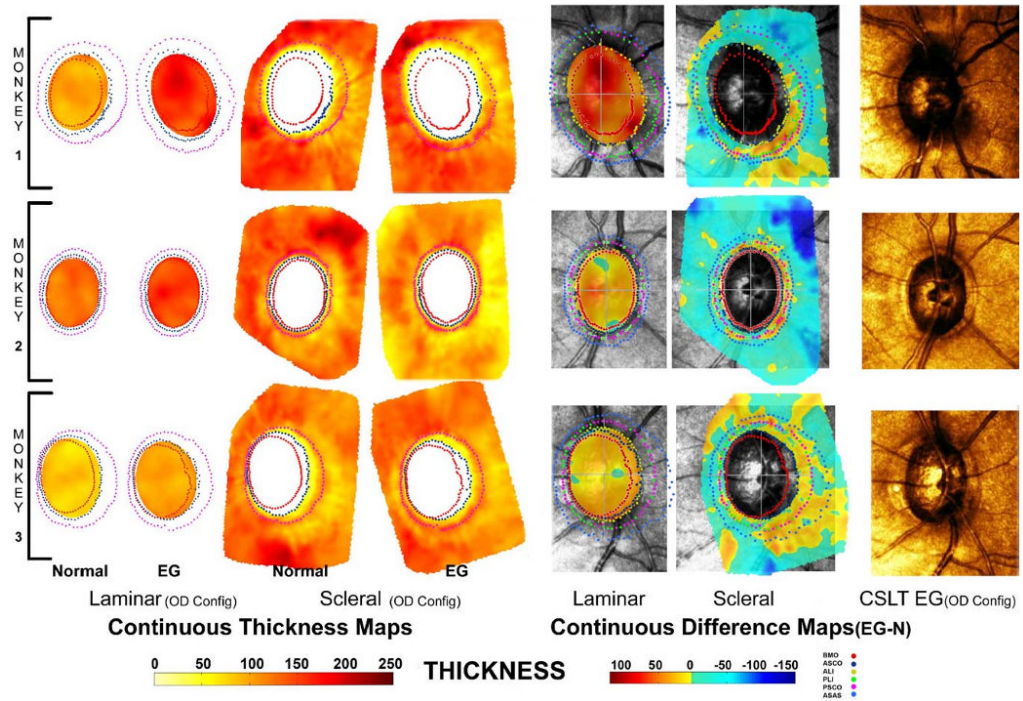 MONKEY 1
MONKEY 2
MONKEY 3
Normal EG Normal EG
Laminar (OD Config) Scleral (OD Config) Laminar Scleral CSLT EG(OD Config)
Continuous Thickness Maps Continuous Difference Maps(EG-N)
0 50 100 150 200 250 THICKNESS 100 50 0 -50 -100 -150
BMO
ASCO
ALI
PLI
PSCO
ASAS